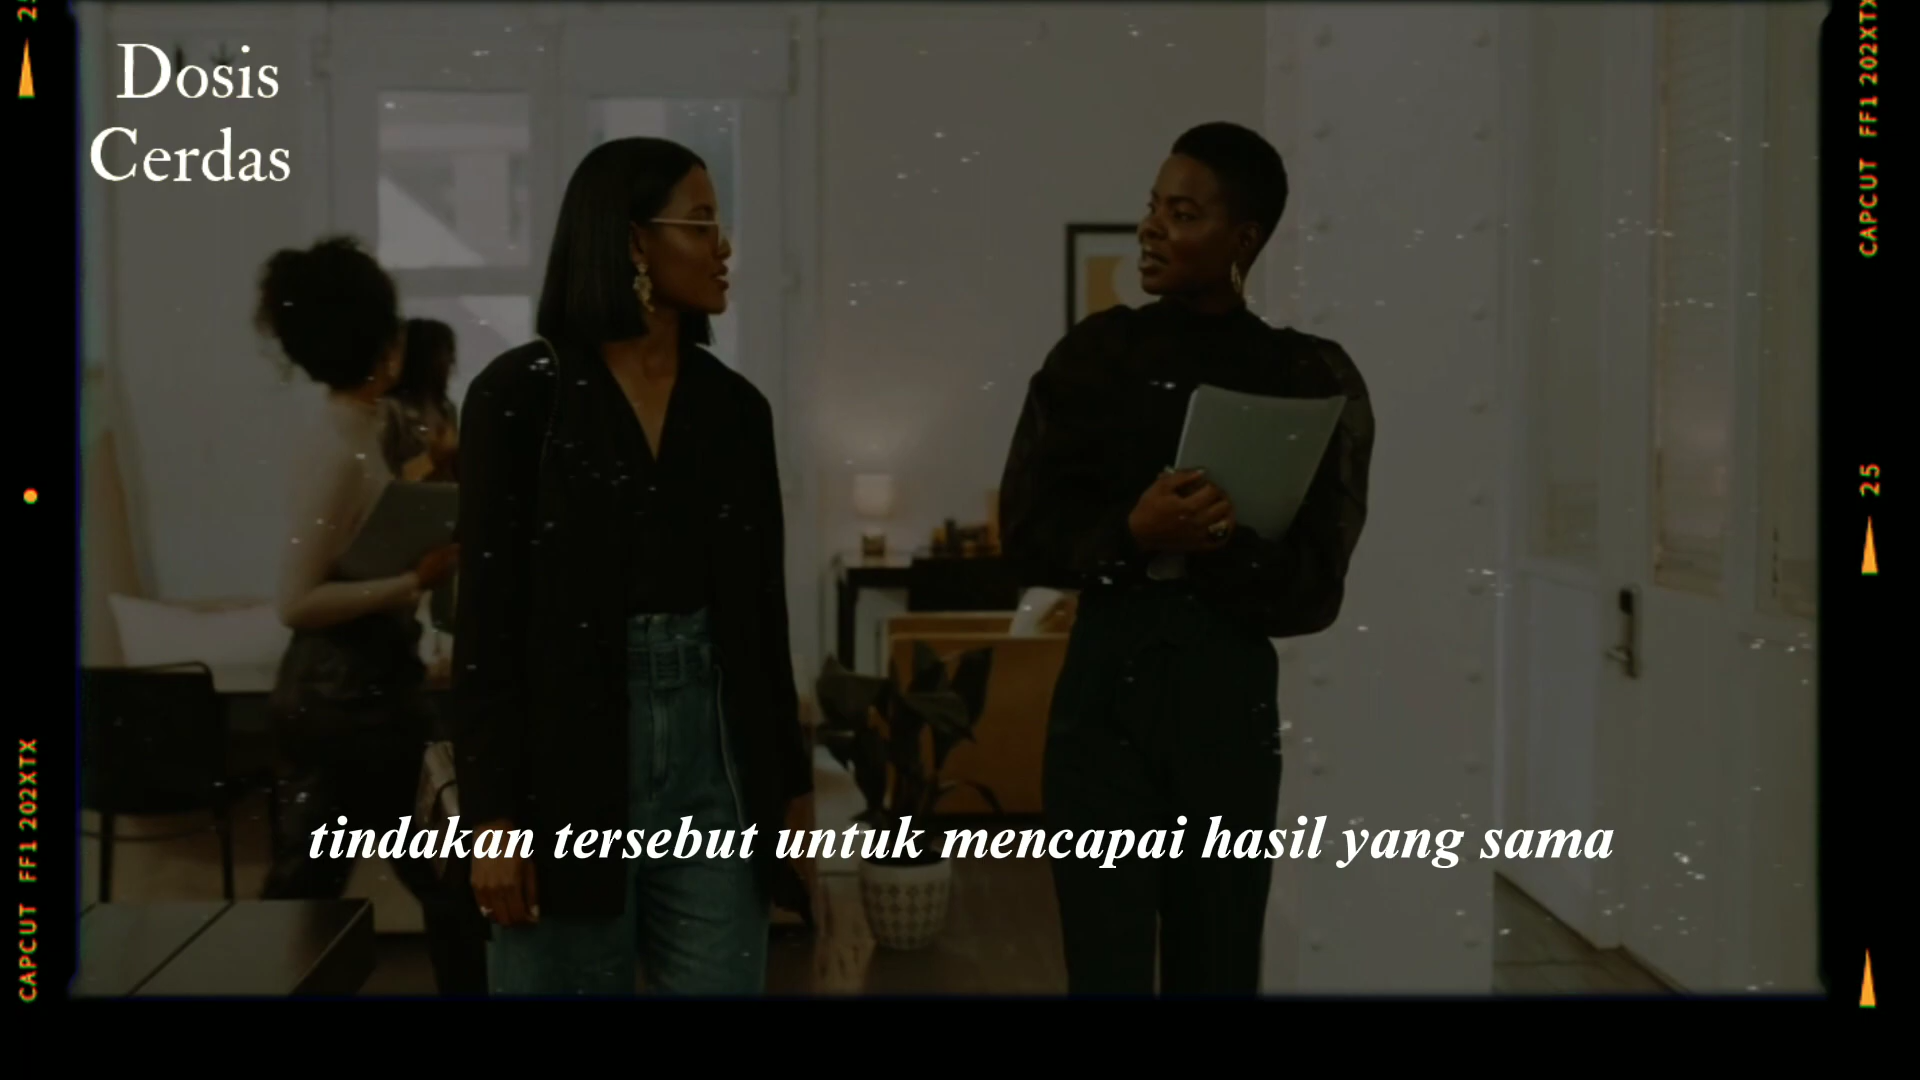 Dosis
Cerdas
tindakan tersebut untuk mencapai hasil yang sama
CAPCUT FF1 202XTX
25
CAPCUT FF1 202XTX